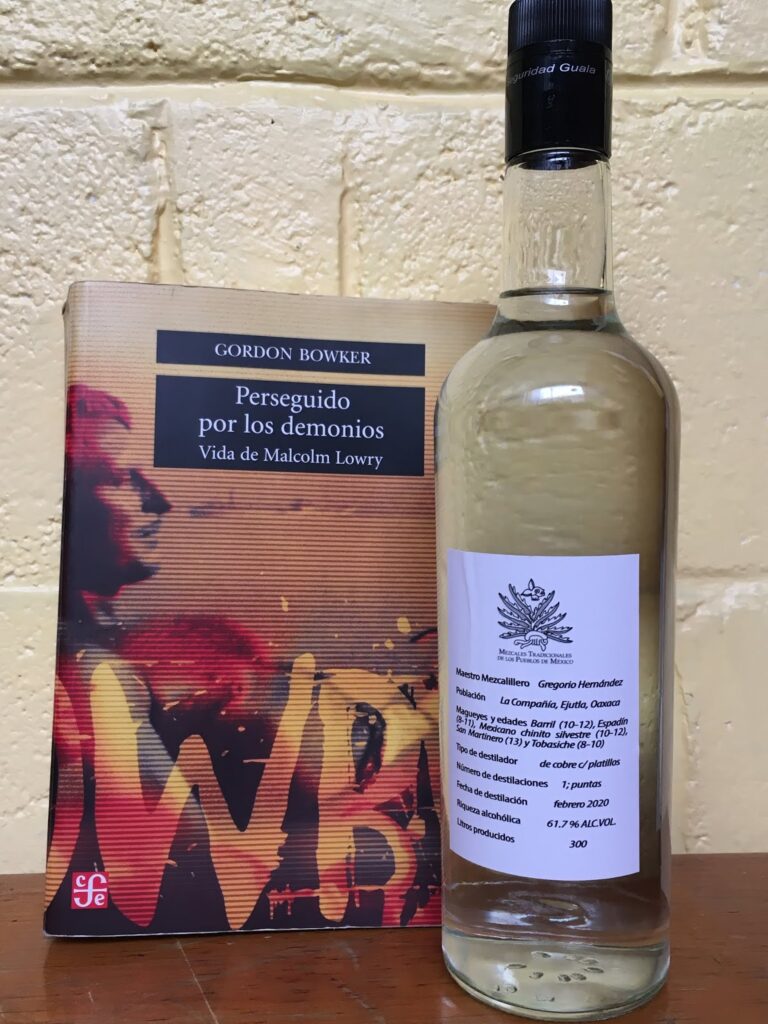 GORDON BOWKER
Perseguido
por los demonios
Vida de Malcolm Lowry
OWR
cfe
guridad Guala
MEZCALES TRADICIONALES
DE LOS PUEBLOS DE MÉXICO
Maestro Mezcalillero Gregorio Hernández
Población La Compañía, Ejutla, Oaxaca
Magueyes y edades Barril (10-12), Espadín
(8-11), Mexicano chinito silvestre (10-12),
San Martinero (13) y Tobasiche (8-10)
Tipo de destilador de cobre c/ platillos
Número de destilaciones 1; puntas
Fecha de destilación febrero 2020
Riqueza alcohólica 61.7 % ALC.VOL.
Litros producidos 300